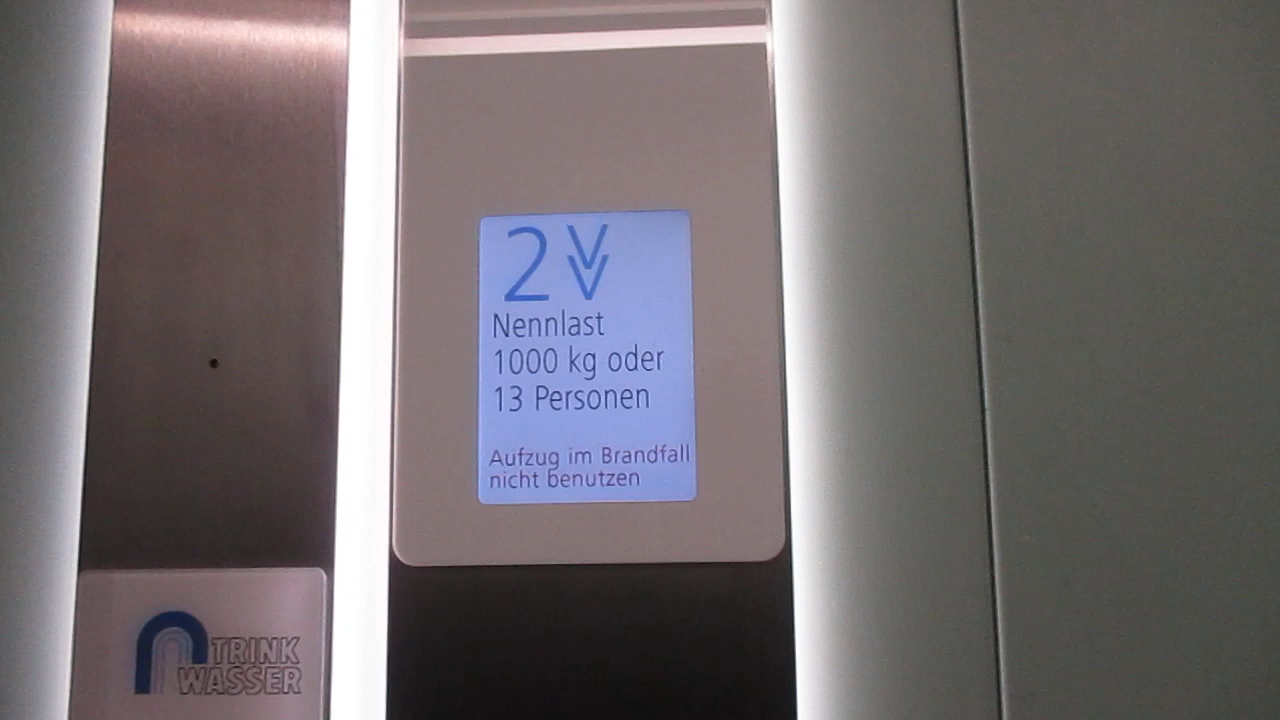 2
Nennlast
1000 kg oder
13 Personen
Aufzug im Brandfall
nicht benutzen
TRINK
WASSER